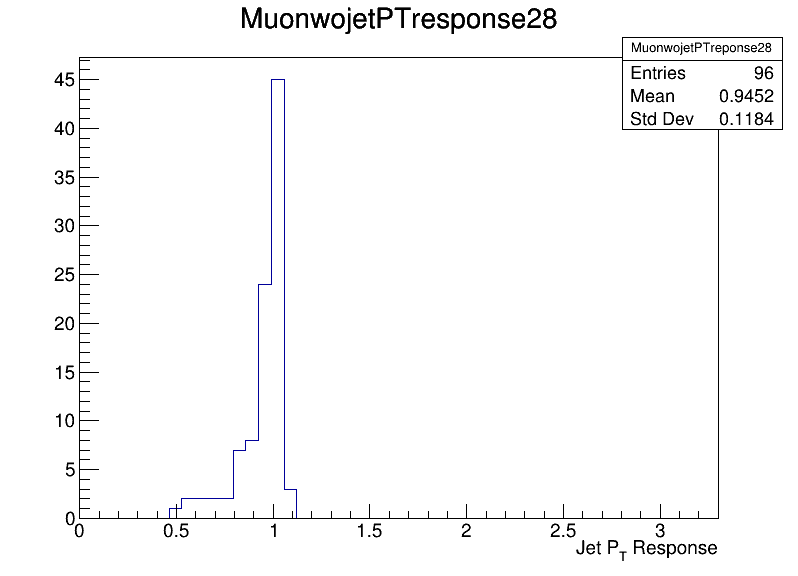 MuonwojetPTresponse28
MuonwojetPTreponse28
Entries 96
Mean 0.9452
Std Dev 0.1184
45
40
35
30
25
20
15
10
5
0
0 0.5 1 1.5 2 2.5 3
Jet PT Response